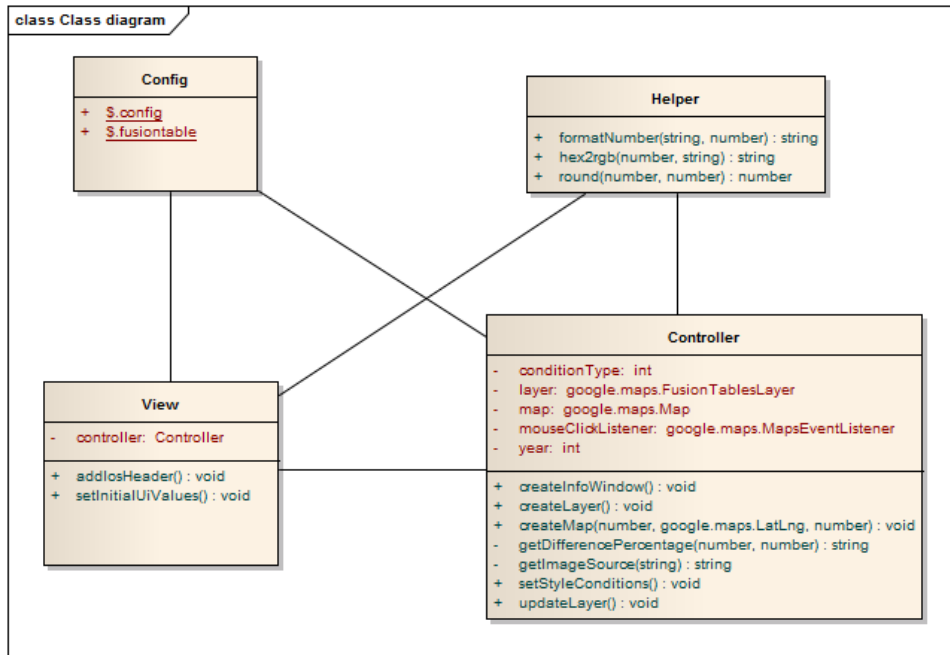 class Class diagram
Config
+ $.config
+ $.fusiontable
Helper
+ formatNumber(string, number) : string
+ hex2rgb(number, string) : string
+ round(number, number) : number
View
- controller: Controller
+ addIosHeader() : void
+ setInitialUiValues() : void
Controller
- conditionType: int
- layer: google.maps.FusionTablesLayer
- map: google.maps.Map
- mouseClickListener: google.maps.MapsEventListener
- year: int
+ createInfoWindow() : void
+ createLayer() : void
+ createMap(number, google.maps.LatLng, number) : void
- getDifferencePercentage(number, number) : string
- getImageSource(string) : string
+ setStyleConditions() : void
+ updateLayer() : void